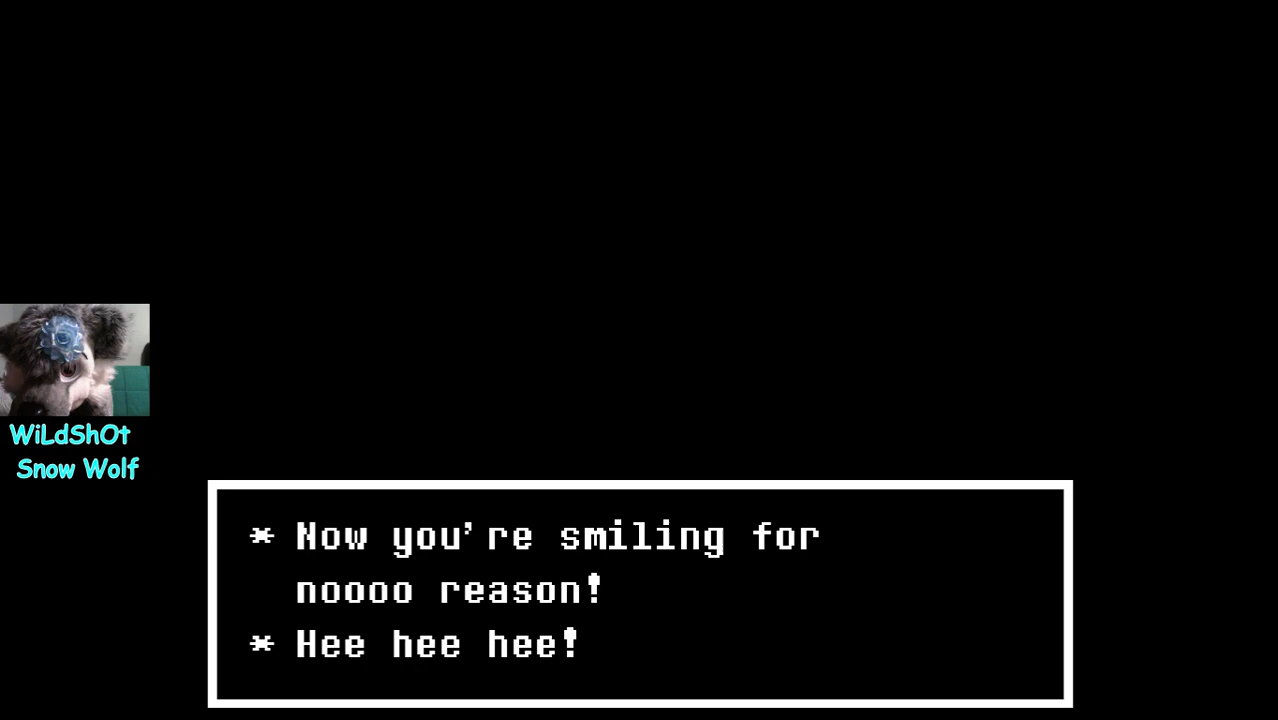 WiLdShOt
Snow Wolf
* Now you're smiling for
noooo reason!
* Hee hee hee!